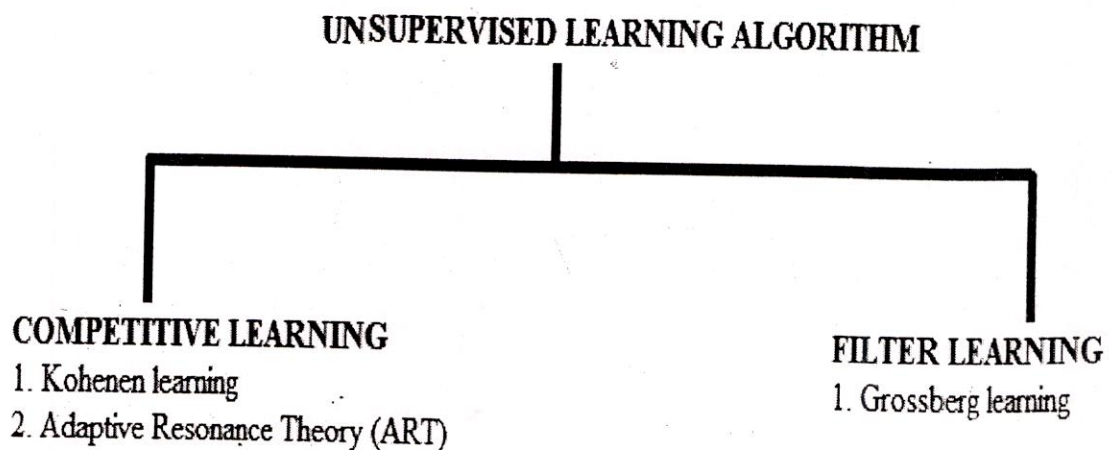 UNSUPERVISED LEARNING ALGORITHM
COMPETITIVE LEARNING
1. Kohenen learning
2. Adaptive Resonance Theory (ART)
FILTER LEARNING
1. Grossberg learning